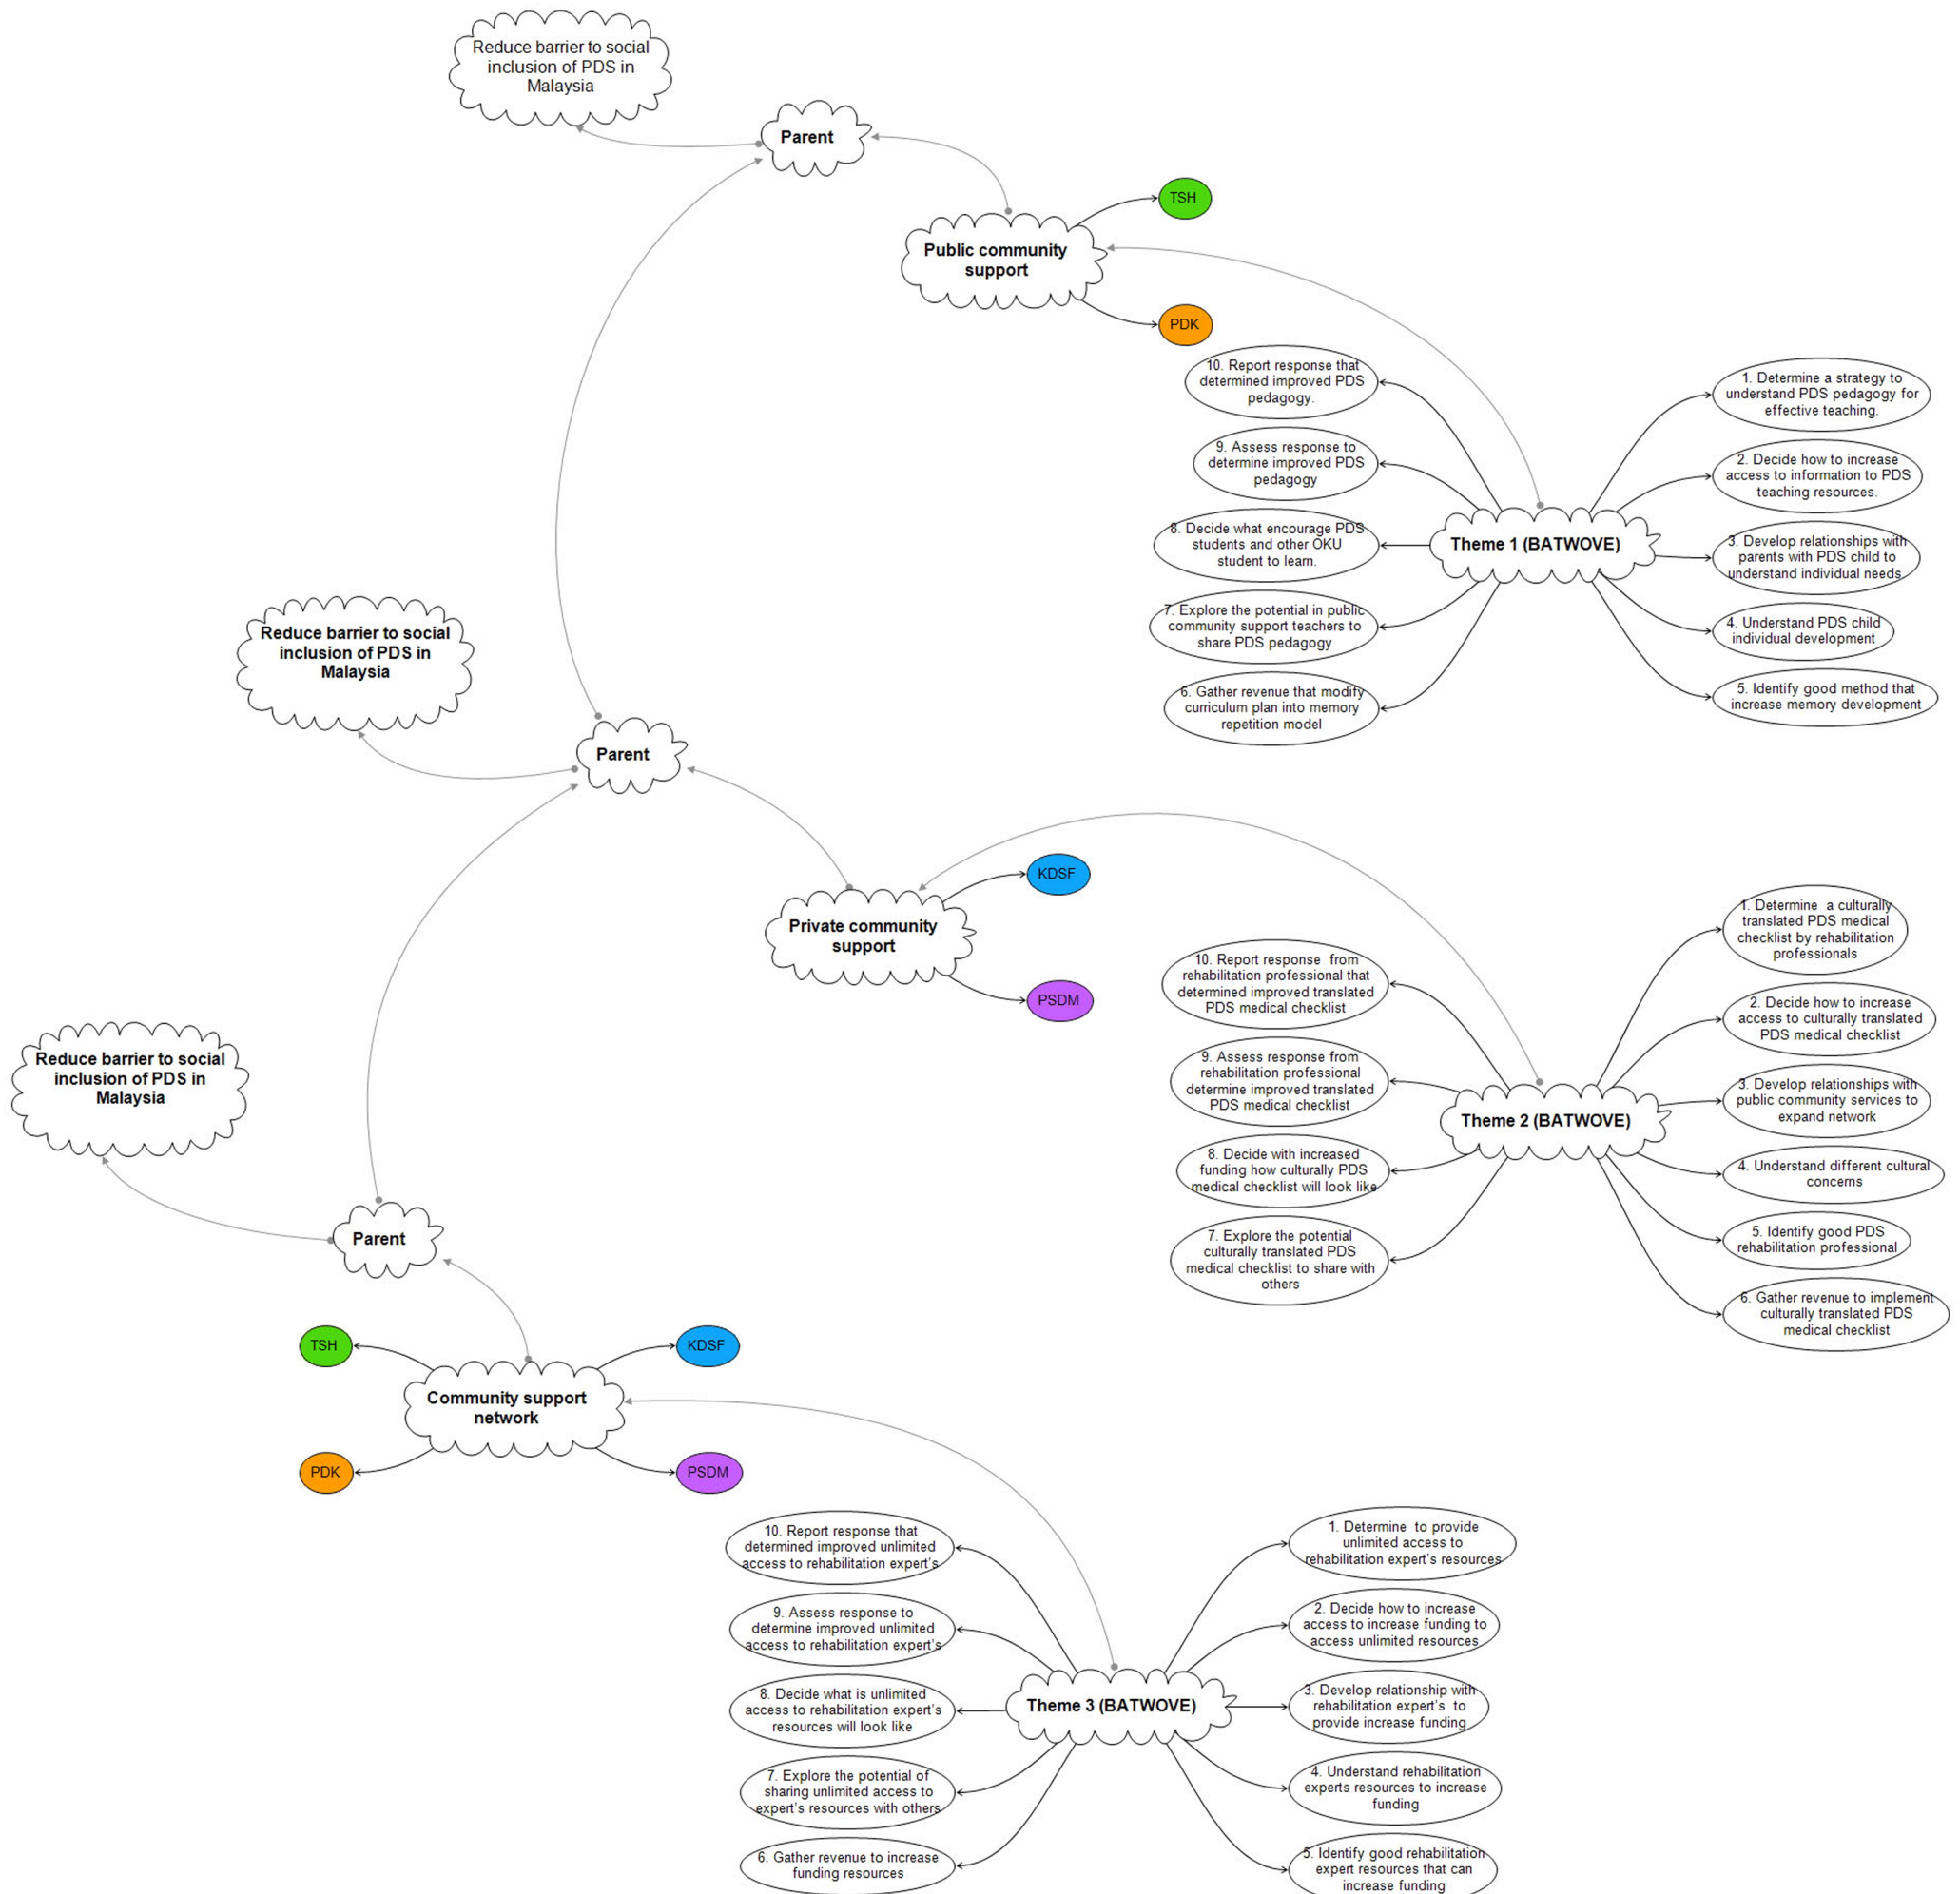 Reduce barrier to social
inclusion of PDS in
Malaysia
Parent
TSH
Public community
support
PDK
10. Report response that
determined improved PDS
pedagogy.
9. Assess response to
determine improved PDS
pedagogy
8. Decide what encourage PDS
students and other OKU
student to learn.
7. Explore the potential in public
community support teachers to
share PDS pedagogy
6. Gather revenue that modify
curriculum plan into memory
repetition model
Theme 1 (BATWOVE)
1. Determine a strategy to
understand PDS pedagogy for
effective teaching.
2. Decide how to increase
access to information to PDS
teaching resources.
3. Develop relationships with
parents with PDS child to
understand individual needs
4. Understand PDS child
individual development
5. Identify good method that
increase memory development
Reduce barrier to social
inclusion of PDS in
Malaysia
Parent
KDSF
Private community
support
PSDM
10. Report response  from
rehabilitation professional that
determined improved translated
PDS medical checklist
9. Assess response from
rehabilitation professional
determine improved translated
PDS medical checklist
8. Decide with increased
funding how culturally PDS
medical checklist will look like
7. Explore the potential
culturally translated PDS
medical checklist to share with
others
Theme 2 (BATWOVE)
1. Determine  a culturally
translated PDS medical
checklist by rehabilitation
professionals
2. Decide how to increase
access to culturally translated
PDS medical checklist
3. Develop relationships with
public community services to
expand network
4. Understand different cultural
concerns
5. Identify good PDS
rehabilitation professional
6. Gather revenue to implement
culturally translated PDS
medical checklist
Reduce barrier to social
inclusion of PDS in
Malaysia
Parent
TSH
KDSF
Community support
network
PDK
PSDM
10. Report response that
determined improved unlimited
access to rehabilitation expert's
9. Assess response to
determine improved unlimited
access to rehabilitation expert's
8. Decide what is unlimited
access to rehabilitation expert's
resources will look like
7. Explore the potential of
sharing unlimited access to
expert's resources with others
6. Gather revenue to increase
funding resources
Theme 3 (BATWOVE)
1. Determine  to provide
unlimited access to
rehabilitation expert's resources
2. Decide how to increase
access to increase funding to
access unlimited resources
3. Develop relationship with
rehabilitation expert's  to
provide increase funding
4. Understand rehabilitation
experts resources to increase
funding
5. Identify good rehabilitation
expert resources that can
increase funding